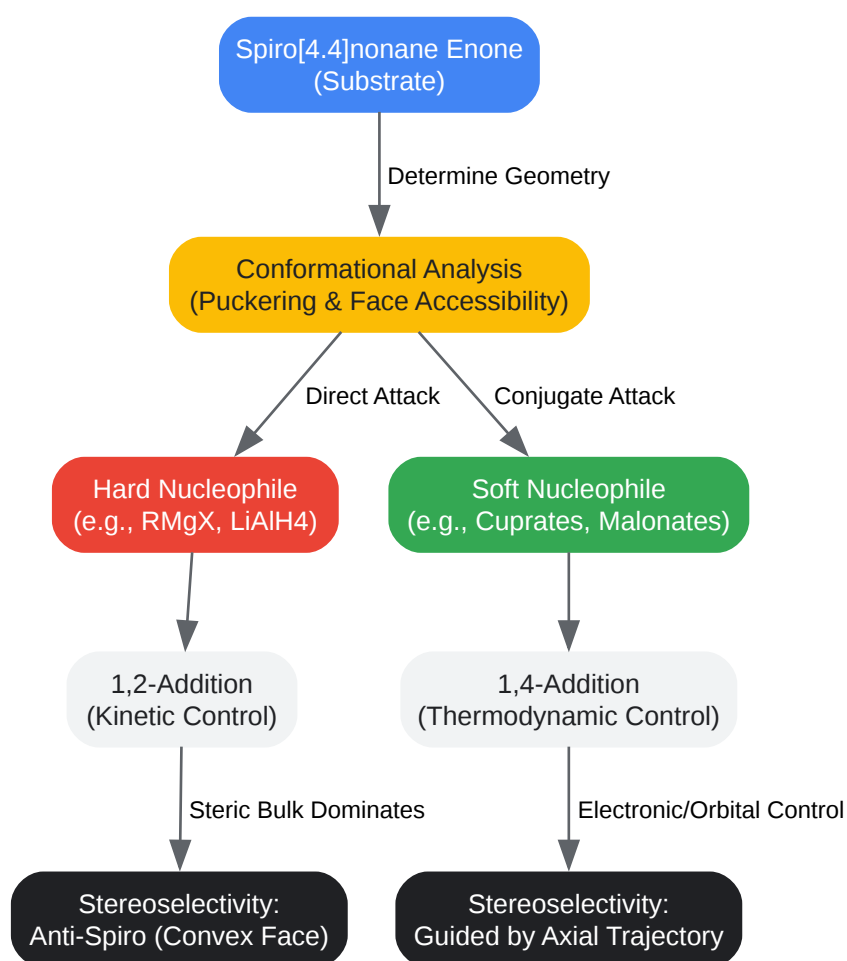 Spiro[4.4]nonane Enone
(Substrate)
Determine Geometry
Conformational Analysis
(Puckering & Face Accessibility)
Direct Attack
Conjugate Attack
Hard Nucleophile
(e.g., RMgX, LiAlH4)
Soft Nucleophile
(e.g., Cuprates, Malonates)
1,2-Addition
(Kinetic Control)
1,4-Addition
(Thermodynamic Control)
Steric Bulk Dominates
Electronic/Orbital Control
Stereoselectivity:
Anti-Spiro (Convex Face)
Stereoselectivity:
Guided by Axial Trajectory